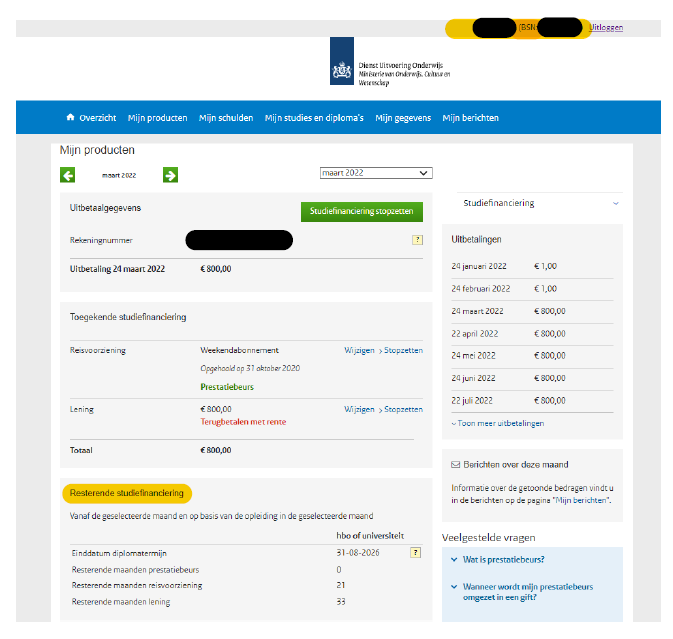 [BSN: Uitloggen
Dienst Uitvoering Onderwijs
Ministerie van Onderwijs, Cultuur en
Wetenschap
Overzicht Mijn producten Mijn schulden Mijn studies en diploma's Mijn gegevens Mijn berichten
Mijn producten
maart 2022
maart 2022
Uitbetaalgegevens
Studiefinanciering stopzetten
Rekeningnummer ?
Uitbetaling 24 maart 2022 € 800,00
Toegekende studiefinanciering
Reisvoorziening Weekendabonnement Wijzigen > Stopzetten
Opgehaald op 31 oktober 2020
Prestatiebeurs
Lening € 800,00 Wijzigen > Stopzetten
Terugbetalen met rente
Totaal € 800,00
Resterende studiefinanciering
Vanaf de geselecteerde maand en op basis van de opleiding in de geselecteerde maand
hbo of universiteit
Einddatum diplomatermijn 31-08-2026 ?
Resterende maanden prestatiebeurs 0
Resterende maanden reisvoorziening 21
Resterende maanden lening 33
Studiefinanciering
Uitbetalingen
24 januari 2022 € 1,00
24 februari 2022 € 1,00
24 maart 2022 € 800,00
22 april 2022 € 800,00
24 mei 2022 € 800,00
24 juni 2022 € 800,00
22 juli 2022 € 800,00
Toon meer uitbetalingen
Berichten over deze maand
Informatie over de getoonde bedragen vindt u
in de berichten op de pagina "Mijn berichten".
Veelgestelde vragen
Wat is prestatiebeurs?
Wanneer wordt mijn prestatiebeurs
omgezet in een gift?